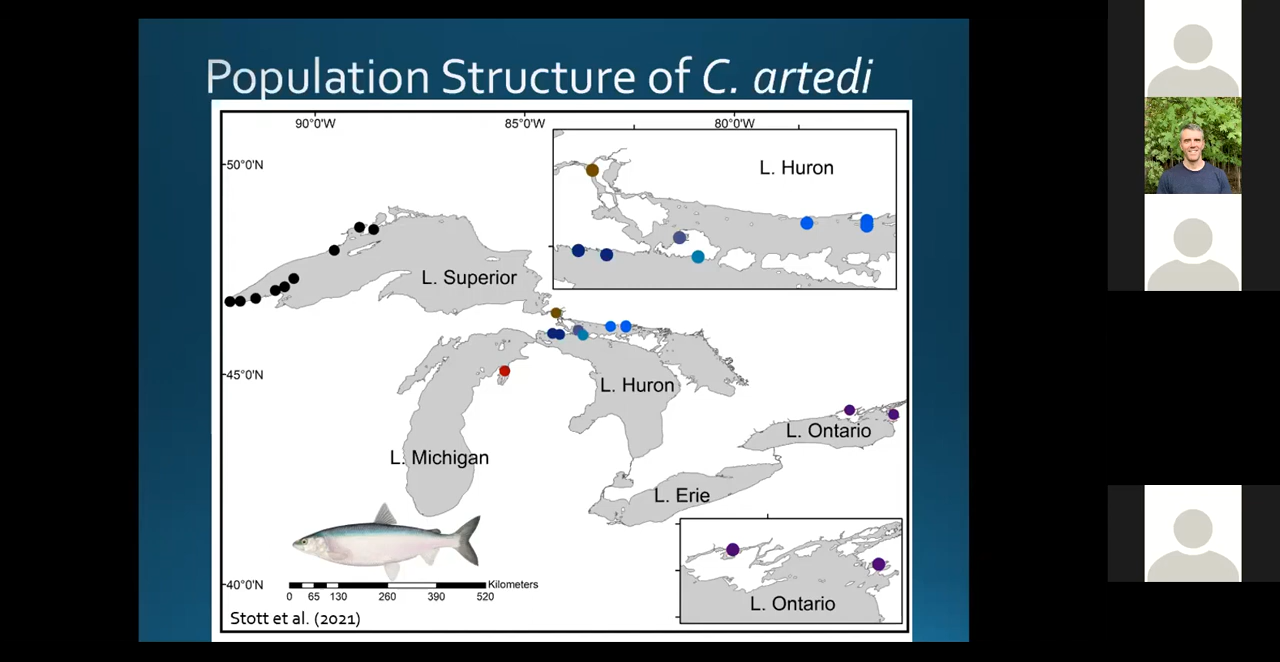 Population Structure of C. artedi
90°0'W 85°0'W 80°0'W
50°0'N
45°0'N
40°0'N
L. Huron
L. Superior
L. Huron
L. Michigan
L. Ontario
L. Erie
L. Ontario
Kilometers
0 65 130 260 390 520
Stott et al. (2021)